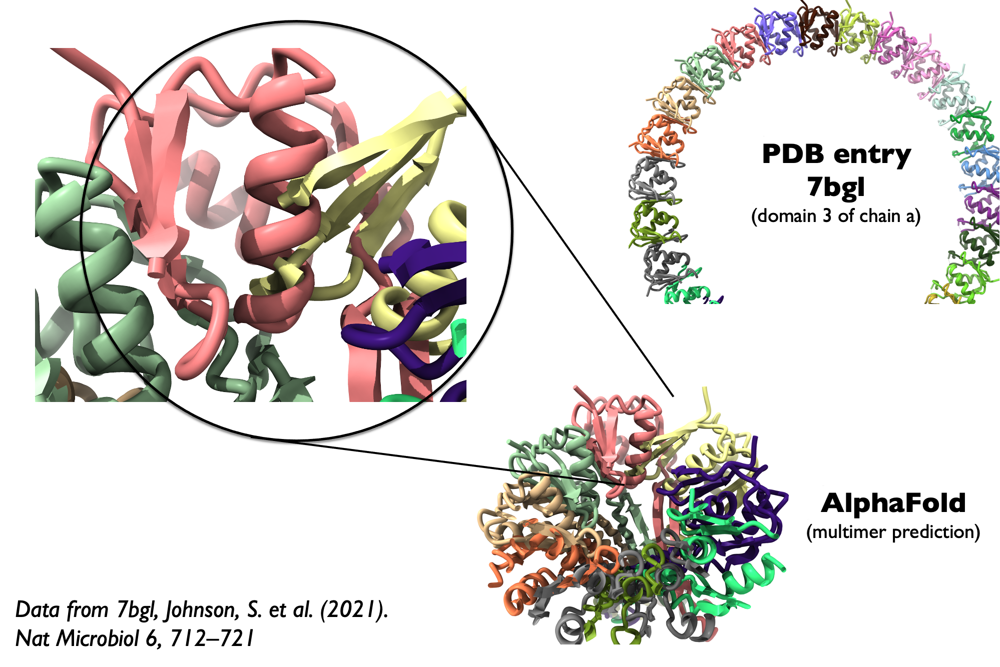 PDB entry
7bgl
(domain 3 of chain a)
AlphaFold
(multimer prediction)
Data from 7bgl, Johnson, S. et al. (2021).
Nat Microbiol 6, 712–721